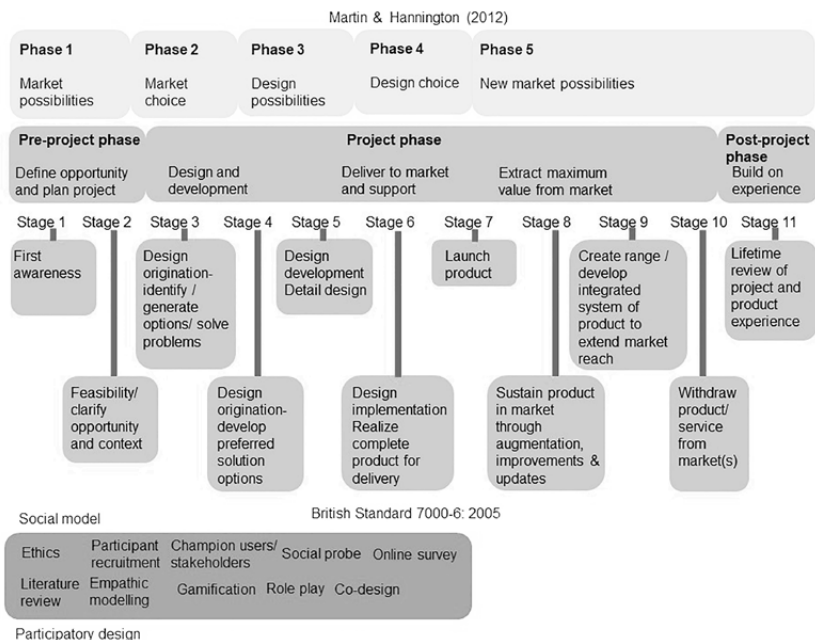 Martin & Hannington (2012)
Phase 1
Market
possibilities
Phase 2
Market
choice
Phase 3
Design
possibilities
Phase 4
Design choice
Phase 5
New market possibilities
Pre-project phase
Define opportunity
and plan project
Project phase
Design and
development
Deliver to market
and support
Extract maximum
value from market
Post-project
phase
Build on
experience
Stage 1
Stage 2
Stage 3
Stage 4
Stage 5
Stage 6
Stage 7
Stage 8
Stage 9
Stage 10
Stage 11
First
awareness
Design
origination-
identify /
generate
options/ solve
problems
Design
development
Detail design
Launch
product
Create range /
develop
integrated
system of
product to
extend market
reach
Lifetime
review of
project and
product
experience
Feasibility/
clarify
opportunity
and context
Design
origination-
develop
preferred
solution
options
Design
implementation
Realize
complete
product for
delivery
Sustain product
in market
through
augmentation,
improvements &
updates
Withdraw
product/
service
from
market(s)
British Standard 7000-6: 2005
Social model
Ethics
Participant
recruitment
Champion users/
stakeholders
Social probe
Online survey
Literature
review
Empathic
modelling
Gamification
Role play
Co-design
Participatory design